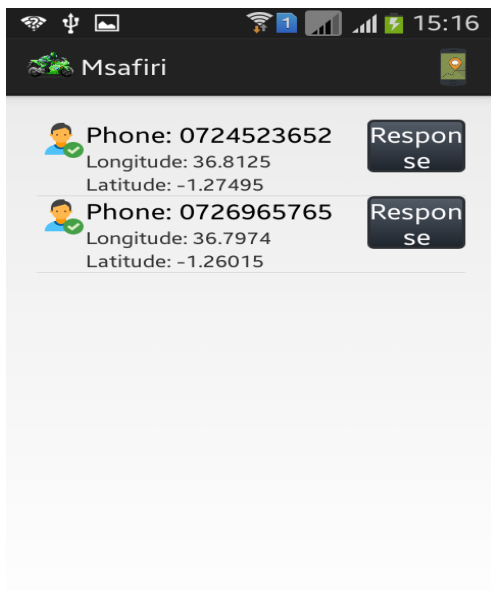 1 15:16
Msafiri
Phone: 0724523652
Longitude: 36.8125
Latitude: -1.27495
Respon
se
Phone: 0726965765
Longitude: 36.7974
Latitude: -1.26015
Respon
se